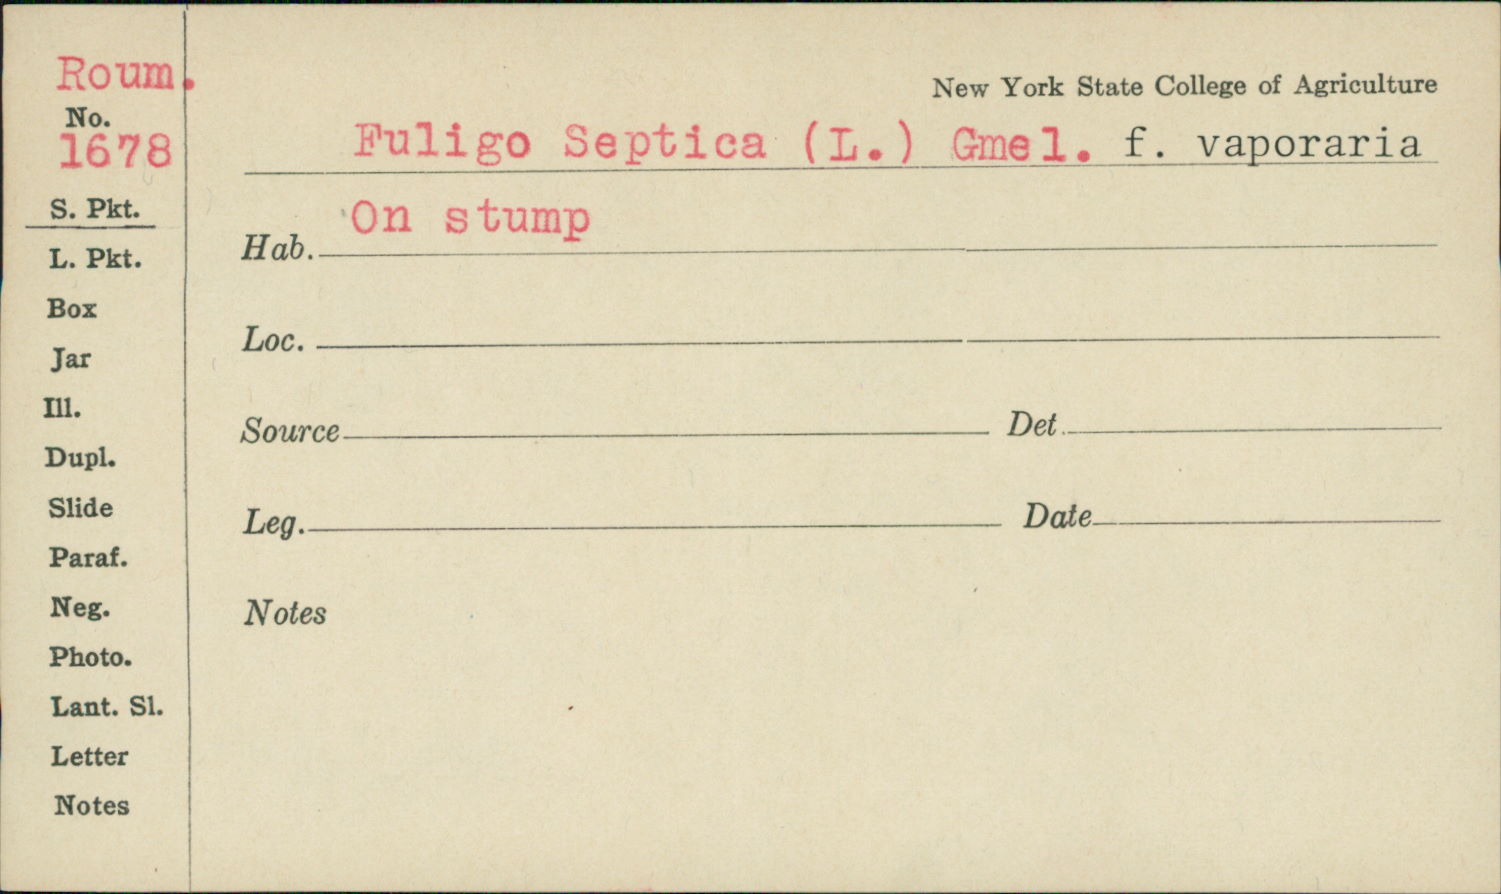 Roum.
No.
1678
S. Pkt.
L. Pkt.
Box
Jar
Ill.
Dupl.
Slide
Paraf.
Neg.
Photo.
Lant. Sl.
Letter
Notes
New York State College of Agriculture
Fuligo Septica (L.) Gmel. f. vaporaria
On stump
Hab.
Loc.
Source Det.
Leg. Date
Notes